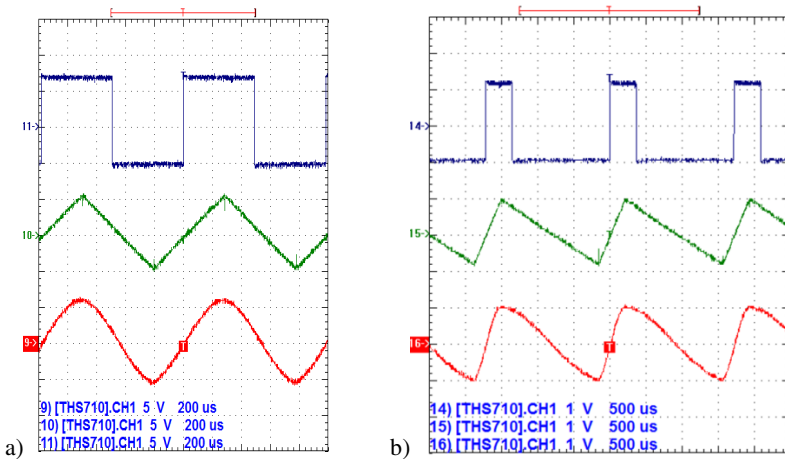 T
T
11->
10->
9->
T
9) [THS710].CH1 5 V 200 us
10) [THS710].CH1 5 V 200 us
11) [THS710].CH1 5 V 200 us
a)
T
T
14->
15->
T
16->
T
14) [THS710].CH1 1 V 500 us
15) [THS710].CH1 1 V 500 us
16) [THS710].CH1 1 V 500 us
b)